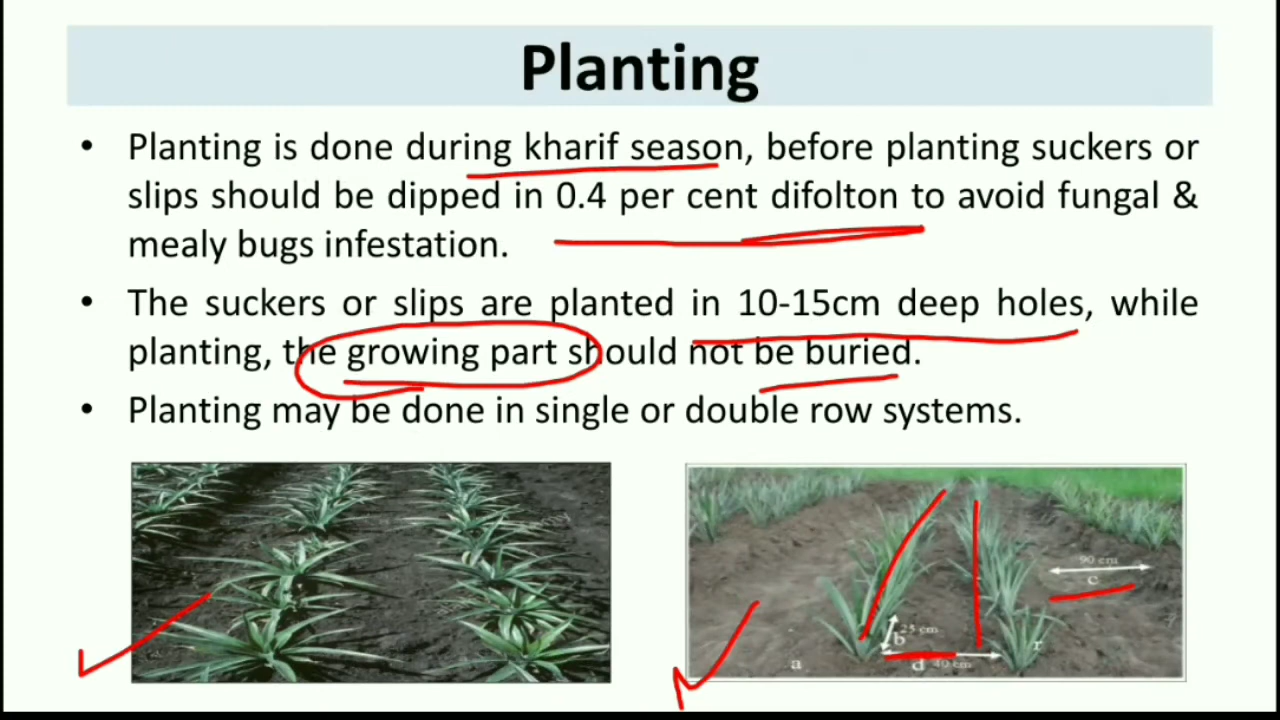 Planting
• Planting is done during kharif season, before planting suckers or
slips should be dipped in 0.4 per cent difolton to avoid fungal &
mealy bugs infestation.
• The suckers or slips are planted in 10-15cm deep holes, while
planting, the growing part should not be buried.
• Planting may be done in single or double row systems.
90 cm
c
25 cm
b
r
a
d 40 cm